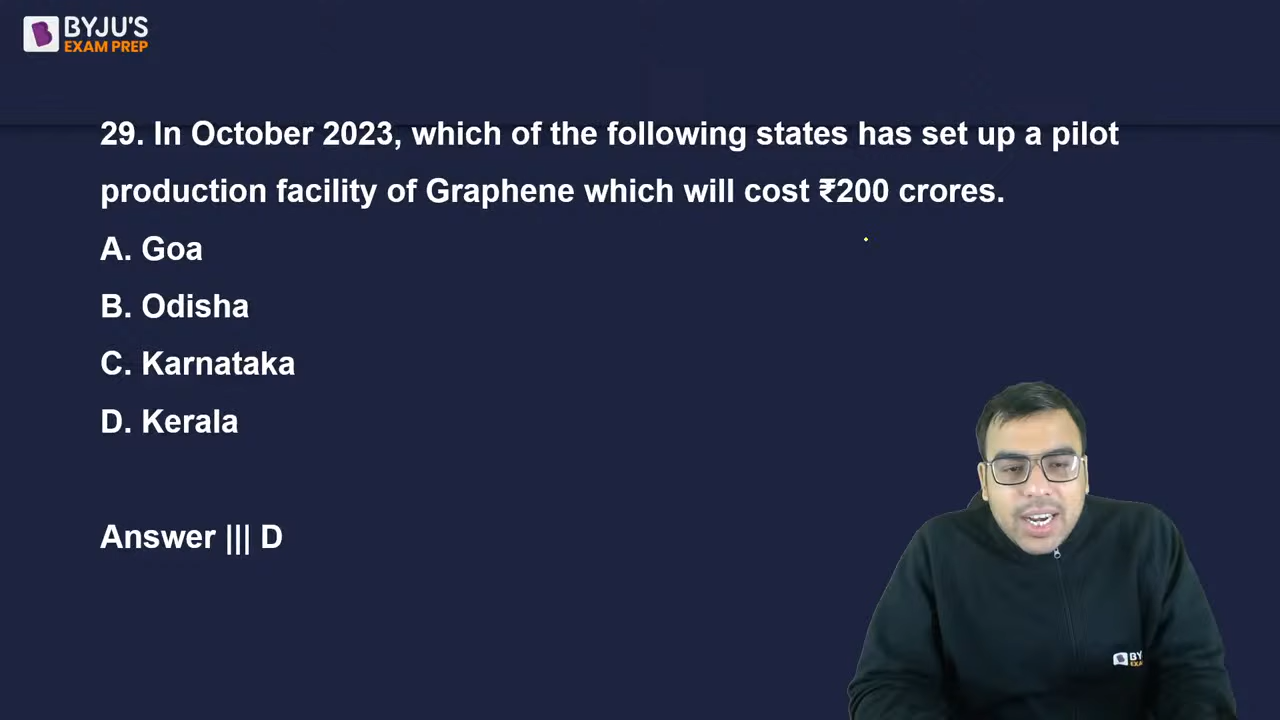 BYJU'S
EXAM PREP
29. In October 2023, which of the following states has set up a pilot
production facility of Graphene which will cost ₹200 crores.
A. Goa
B. Odisha
C. Karnataka
D. Kerala
Answer ||| D